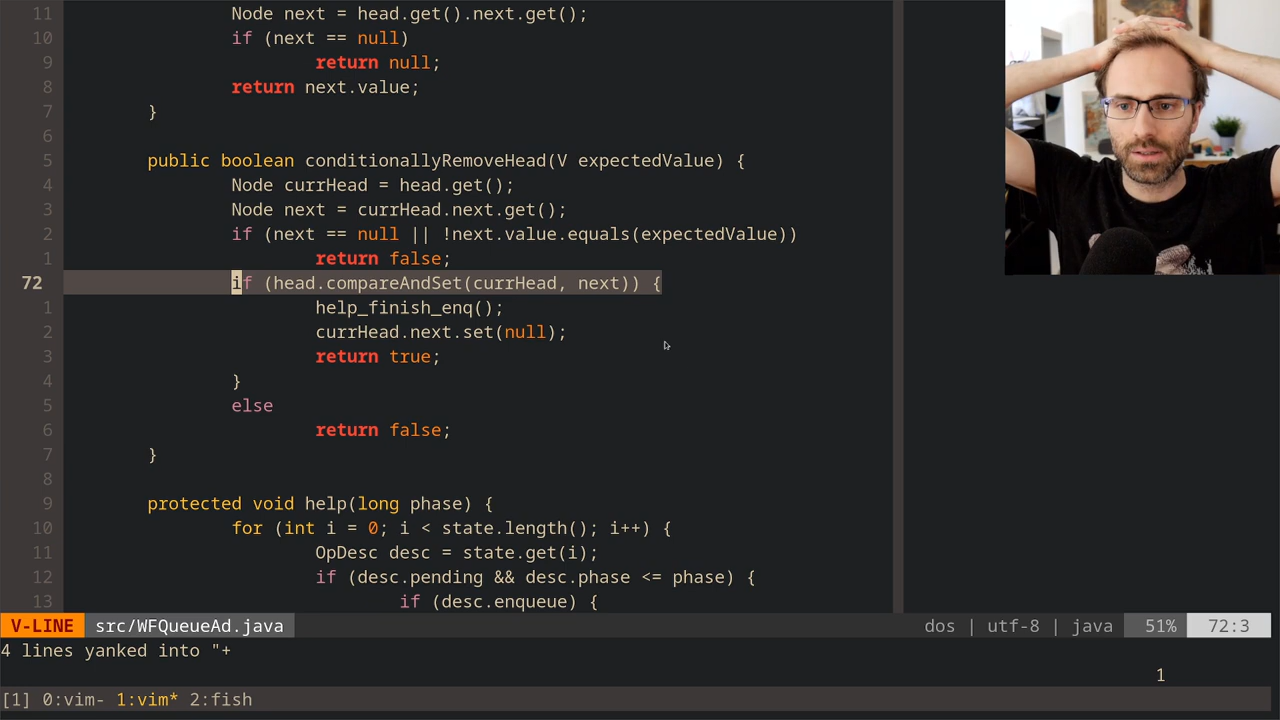 11 Node next = head.get().next.get();
10 if (next == null)
9 return null;
8 return next.value;
7 }
6
5 public boolean conditionallyRemoveHead(V expectedValue) {
4 Node currHead = head.get();
3 Node next = currHead.next.get();
2 if (next == null || !next.value.equals(expectedValue))
1 return false;
72 if (head.compareAndSet(currHead, next)) {
1 help_finish_enq();
2 currHead.next.set(null);
3 return true;
4 }
5 else
6 return false;
7 }
8
9 protected void help(long phase) {
10 for (int i = 0; i < state.length(); i++) {
11 OpDesc desc = state.get(i);
12 if (desc.pending && desc.phase <= phase) {
13 if (desc.enqueue) {
V-LINE src/WFQueueAd.java dos | utf-8 | java 51% 72:3
4 lines yanked into "+
1
[1] 0:vim- 1:vim* 2:fish